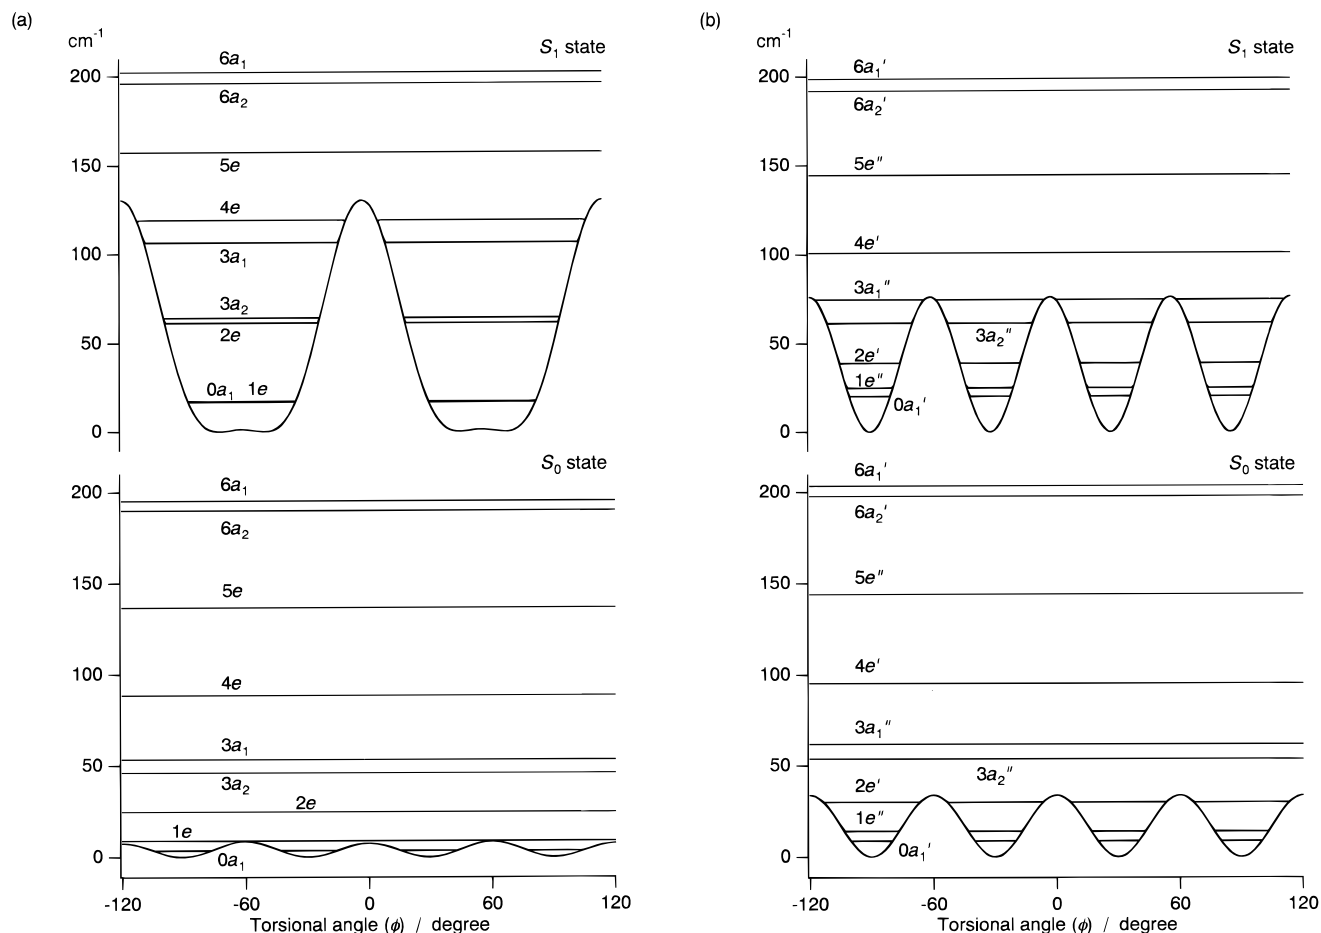 (a)
cm⁻¹
S₁ state
200
150
100
50
0
6a₁
6a₂
5e
4e
3a₁
3a₂
2e
0a₁ 1e
S₀ state
200
150
100
50
0
6a₁
6a₂
5e
4e
3a₁
3a₂
2e
1e
0a₁
-120 -60 0 60 120
Torsional angle (ϕ) / degree
(b)
cm⁻¹
S₁ state
200
150
100
50
0
6a₁'
6a₂'
5e"
4e'
3a₁"
3a₂"
2e'
1e"
0a₁'
S₀ state
200
150
100
50
0
6a₁'
6a₂'
5e"
4e'
3a₁"
3a₂"
2e'
1e"
0a₁'
-120 -60 0 60 120
Torsional angle (ϕ) / degree